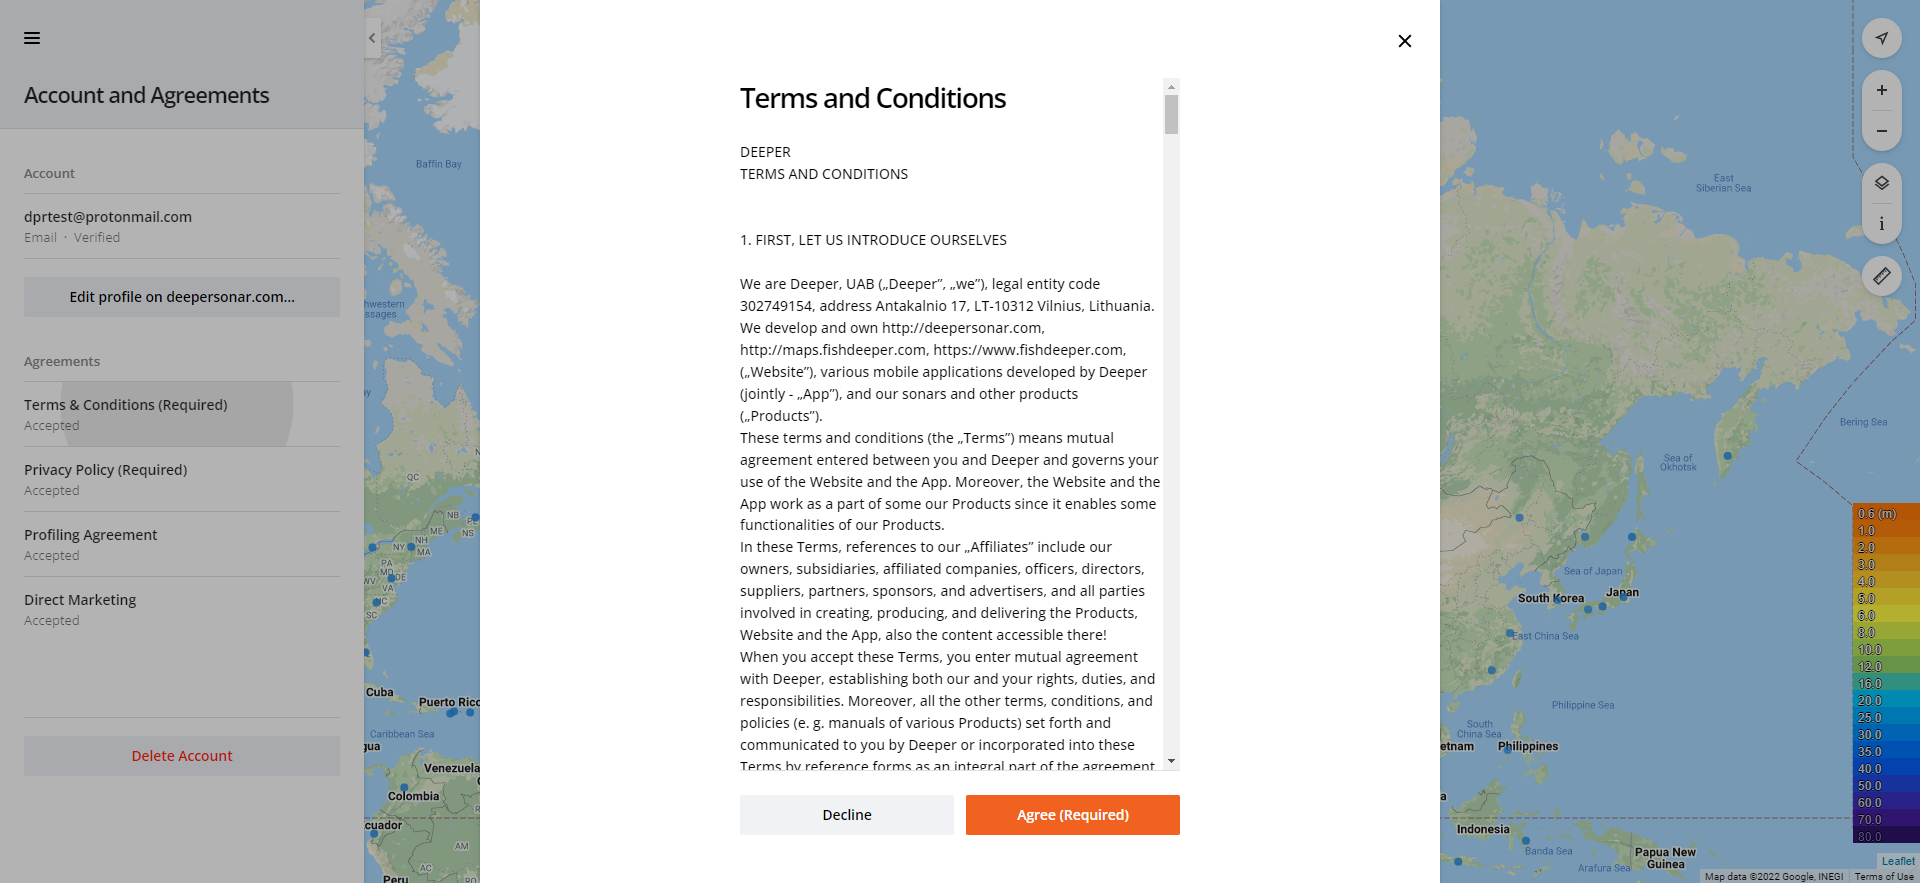 Account and Agreements
Account
dprtest@protonmail.com
Email · Verified
Edit profile on deepersonar.com...
Agreements
Terms & Conditions (Required)
Accepted
Privacy Policy (Required)
Accepted
Profiling Agreement
Accepted
Direct Marketing
Accepted
Delete Account
Terms and Conditions
DEEPER
TERMS AND CONDITIONS
1. FIRST, LET US INTRODUCE OURSELVES
We are Deeper, UAB („Deeper”, „we”), legal entity code
302749154, address Antakalnio 17, LT-10312 Vilnius, Lithuania.
We develop and own http://deepersonar.com,
http://maps.fishdeeper.com, https://www.fishdeeper.com,
(„Website”), various mobile applications developed by Deeper
(jointly - „App”), and our sonars and other products
(„Products”).
These terms and conditions (the „Terms”) means mutual
agreement entered between you and Deeper and governs your
use of the Website and the App. Moreover, the Website and the
App work as a part of some our Products since it enables some
functionalities of our Products.
In these Terms, references to our „Affiliates” include our
owners, subsidiaries, affiliated companies, officers, directors,
suppliers, partners, sponsors, and advertisers, and all parties
involved in creating, producing, and delivering the Products,
Website and the App, also the content accessible there!
When you accept these Terms, you enter mutual agreement
with Deeper, establishing both our and your rights, duties, and
responsibilities. Moreover, all the other terms, conditions, and
policies (e. g. manuals of various Products) set forth and
communicated to you by Deeper or incorporated into these
Terms by reference forms as an integral part of the agreement
Decline
Agree (Required)
Baffin Bay
hwestern
ssages
QC
NB
PE
ME
NS
NY
NH
MA
PA
MD
DE
WV
VA
NC
SC
Cuba
Puerto Rico
Caribbean Sea
gua
Venezuela
Colombia
cuador
AM
AC
RO
Peru
East
Siberian Sea
Bering Sea
Sea of
Okhotsk
Sea of Japan
South Korea
Japan
East China Sea
Philippine Sea
South
China Sea
etnam
Philippines
a
Indonesia
Banda Sea
Papua New
Guinea
Arafura Sea
0.6 (m)
1.0
2.0
3.0
4.0
5.0
6.0
8.0
10.0
12.0
16.0
20.0
25.0
30.0
35.0
40.0
50.0
60.0
70.0
80.0
Leaflet
Map data ©2022 Google, INEGI
Terms of Use